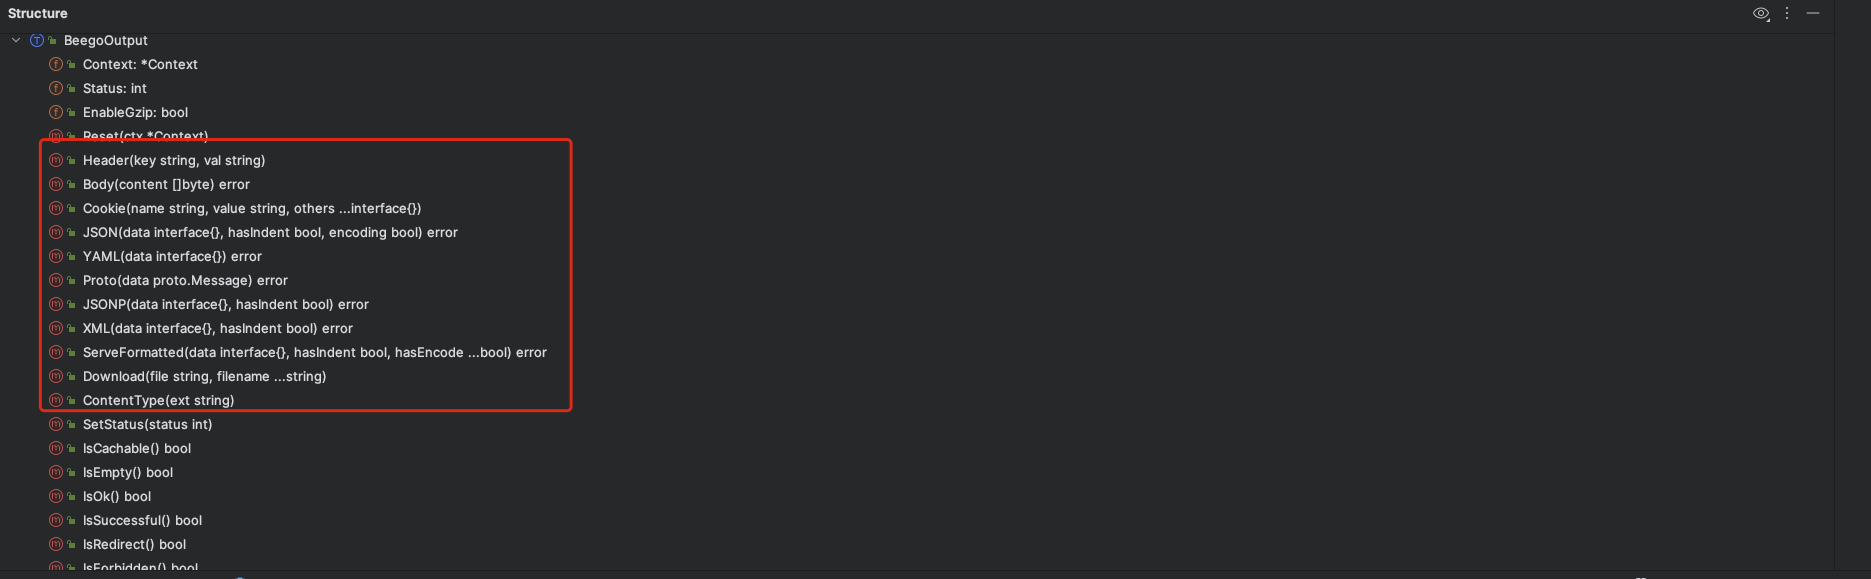 Structure
BeegoOutput
Context: *Context
Status: int
EnableGzip: bool
Reset(ctx *Context)
Header(key string, val string)
Body(content []byte) error
Cookie(name string, value string, others ...interface{})
JSON(data interface{}, hasIndent bool, encoding bool) error
YAML(data interface{}) error
Proto(data proto.Message) error
JSONP(data interface{}, hasIndent bool) error
XML(data interface{}, hasIndent bool) error
ServeFormatted(data interface{}, hasIndent bool, hasEncode ...bool) error
Download(file string, filename ...string)
ContentType(ext string)
SetStatus(status int)
IsCachable() bool
IsEmpty() bool
IsOk() bool
IsSuccessful() bool
IsRedirect() bool
IsForbidden() bool